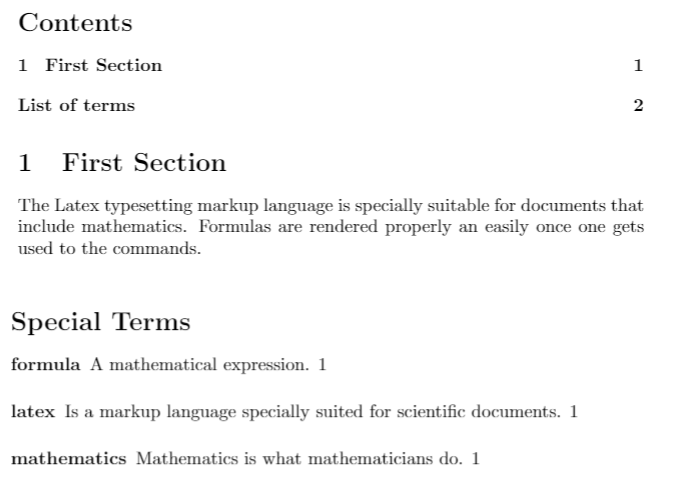 Contents
1 First Section 1
List of terms 2
1 First Section
The Latex typesetting markup language is specially suitable for documents that
include mathematics. Formulas are rendered properly an easily once one gets
used to the commands.
Special Terms
formula A mathematical expression. 1
latex Is a markup language specially suited for scientific documents. 1
mathematics Mathematics is what mathematicians do. 1